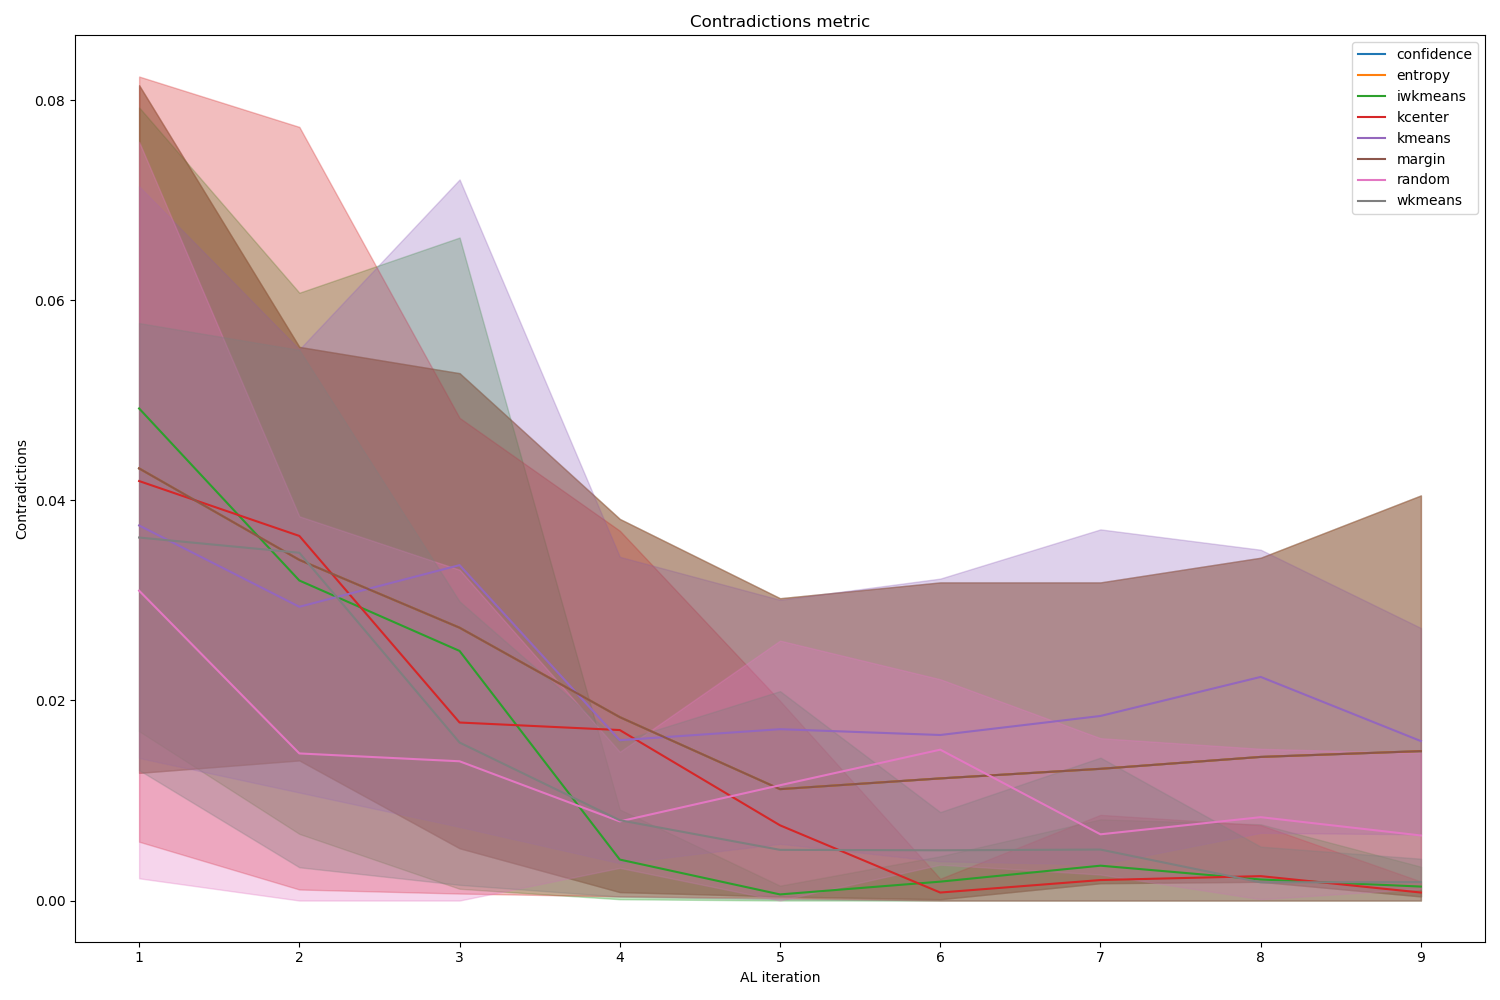 Contradictions metric
confidence
entropy
iwkmeans
kcenter
kmeans
margin
random
wkmeans
0.08
0.06
0.04
0.02
0.00
Contradictions
1 2 3 4 5 6 7 8 9
AL iteration